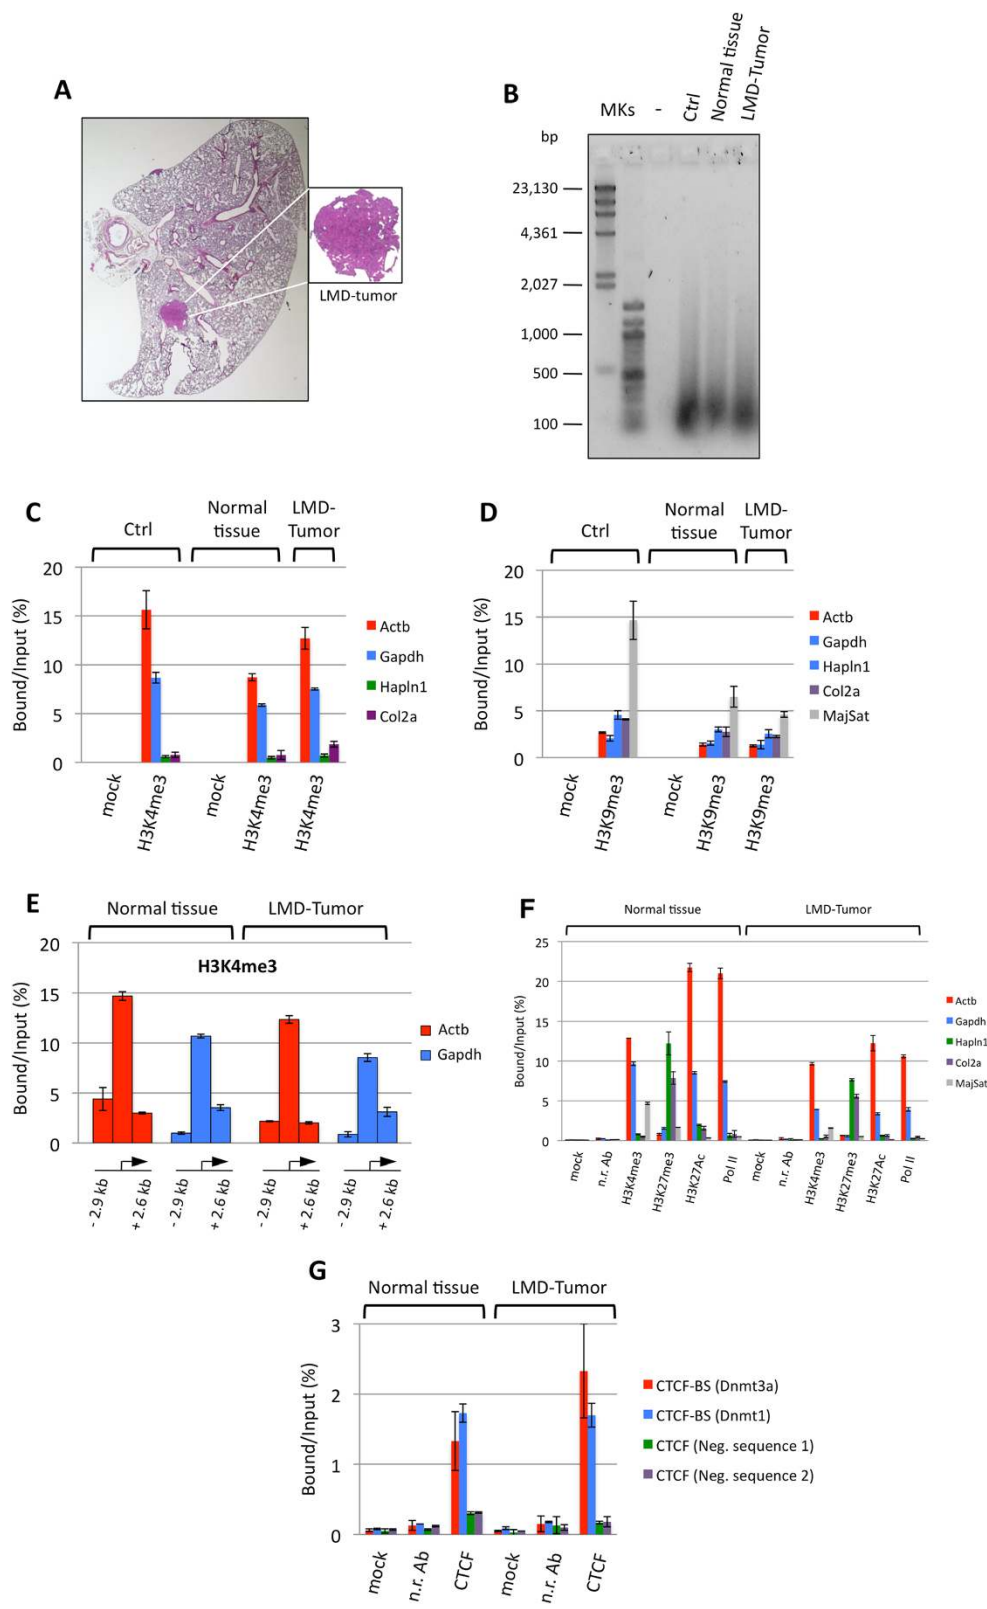 A
LMD-tumor
B
MKs - Ctrl Normal tissue LMD-Tumor
bp
23,130
4,361
2,027
1,000
500
100
C
Ctrl
Normal tissue
LMD-Tumor
Bound/Input (%)
20
15
10
5
0
mock
H3K4me3
mock
H3K4me3
H3K4me3
Actb
Gapdh
Hapln1
Col2a
D
Ctrl
Normal tissue
LMD-Tumor
Bound/Input (%)
20
15
10
5
0
mock
H3K9me3
mock
H3K9me3
H3K9me3
Actb
Gapdh
Hapln1
Col2a
MajSat
E
Normal tissue
LMD-Tumor
H3K4me3
Bound/Input (%)
20
15
10
5
0
- 2.9 kb
+ 2.6 kb
- 2.9 kb
+ 2.6 kb
- 2.9 kb
+ 2.6 kb
- 2.9 kb
+ 2.6 kb
Actb
Gapdh
F
Normal tissue
LMD-Tumor
Bound/Input (%)
25
20
15
10
5
0
mock
n.r. Ab
H3K4me3
H3K27me3
H3K27Ac
Pol II
mock
n.r. Ab
H3K4me3
H3K27me3
H3K27Ac
Pol II
Actb
Gapdh
Hapln1
Col2a
MajSat
G
Normal tissue
LMD-Tumor
Bound/Input (%)
3
2
1
0
mock
n.r. Ab
CTCF
mock
n.r. Ab
CTCF
CTCF-BS (Dnmt3a)
CTCF-BS (Dnmt1)
CTCF (Neg. sequence 1)
CTCF (Neg. sequence 2)